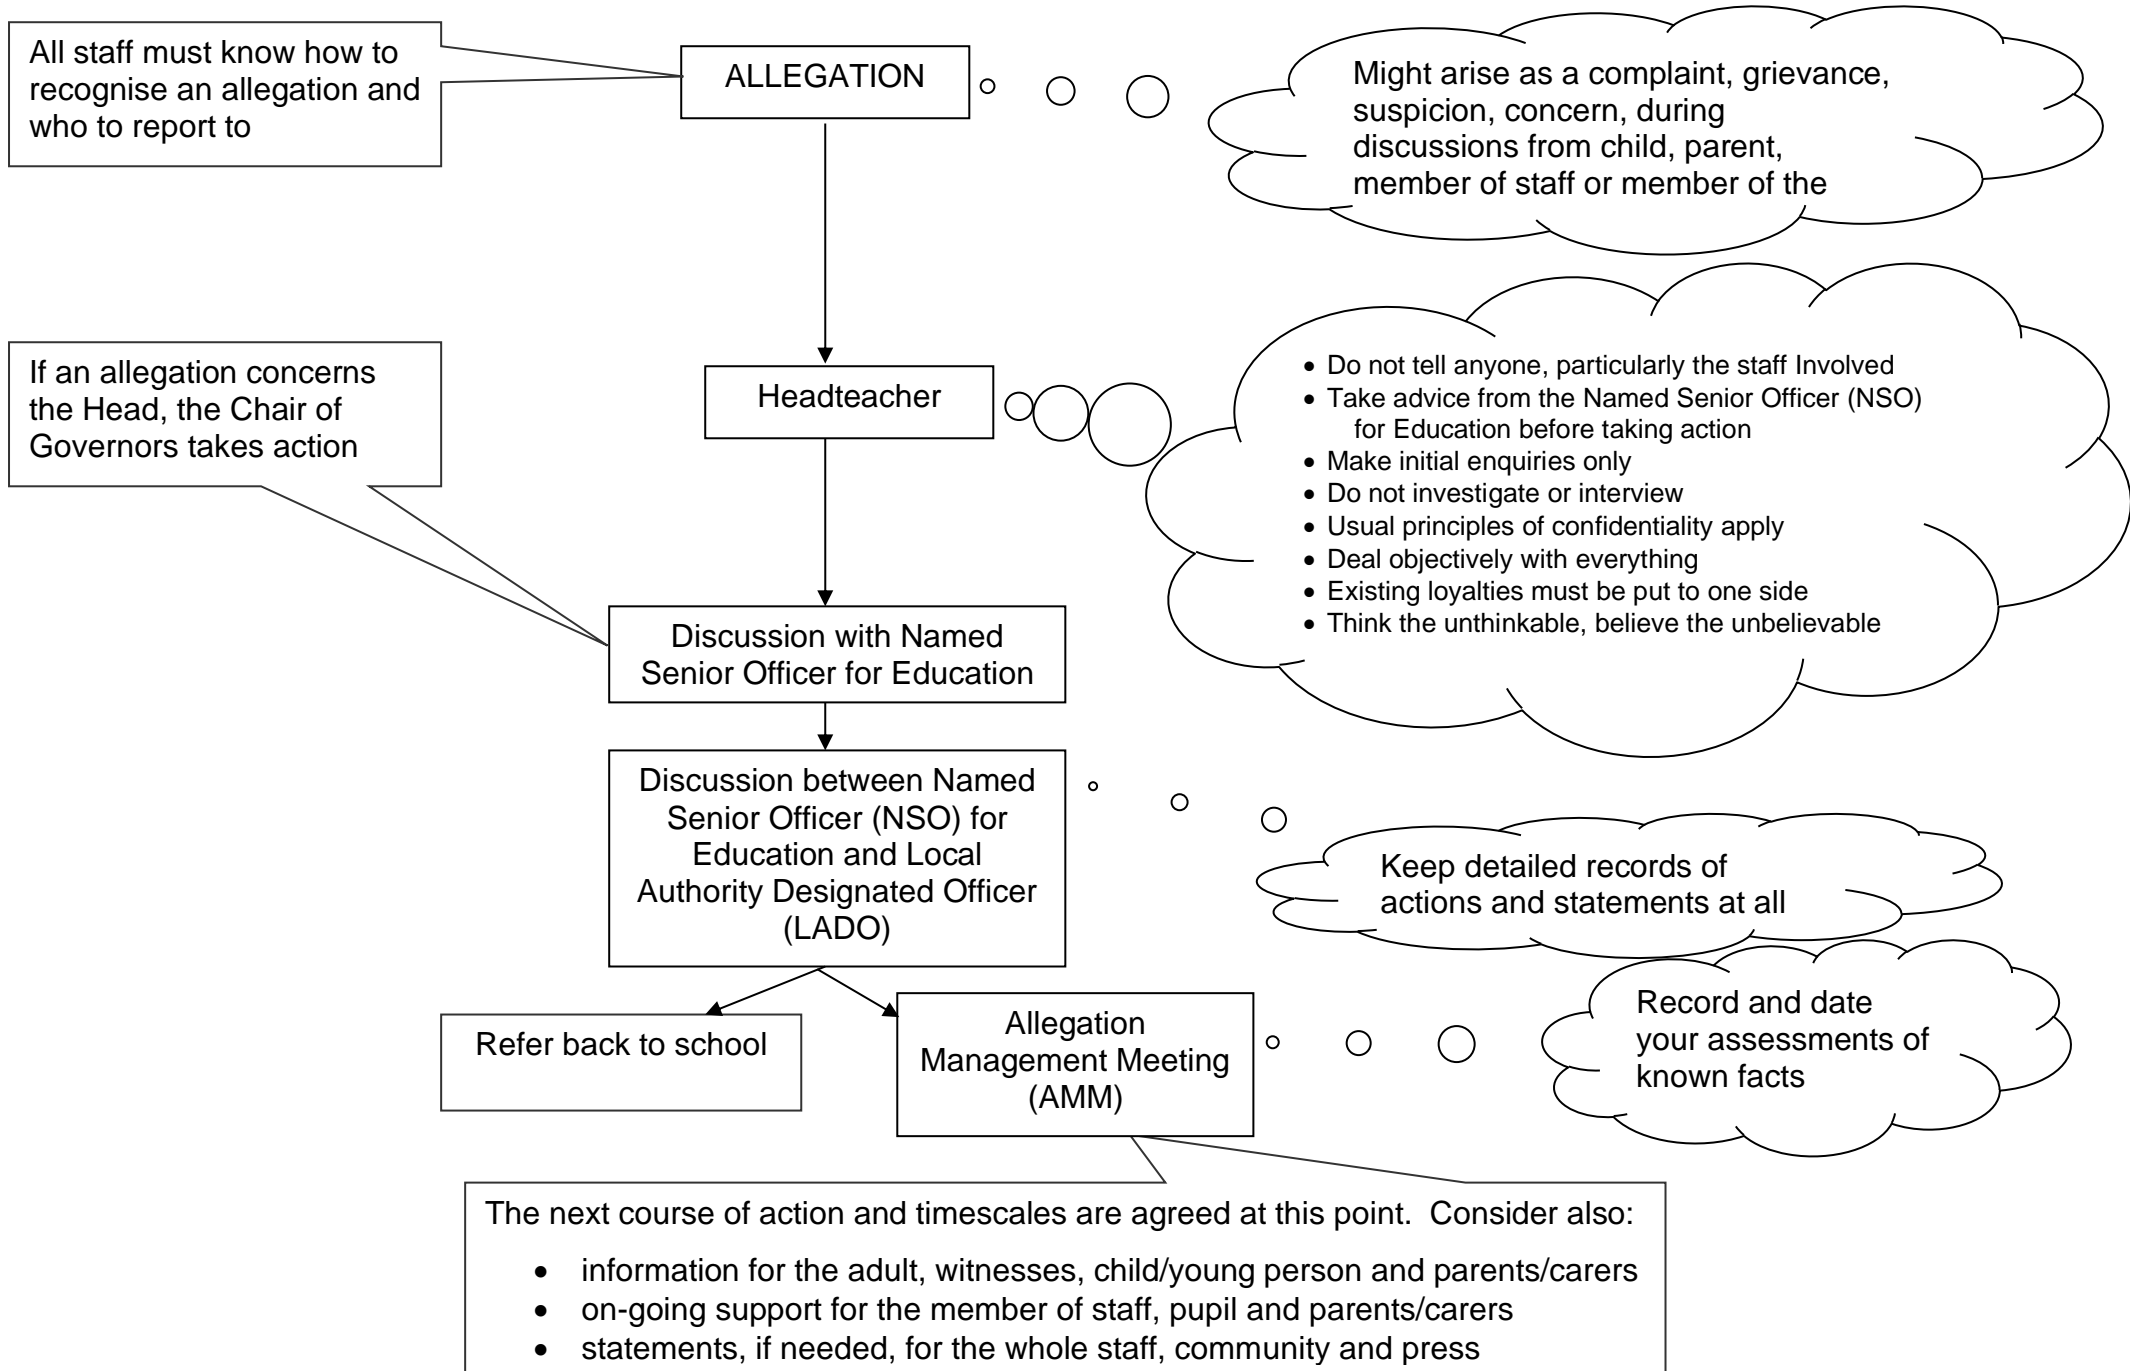 All staff must know how to
recognise an allegation and
who to report to
ALLEGATION
Might arise as a complaint, grievance,
suspicion, concern, during
discussions from child, parent,
member of staff or member of the
If an allegation concerns
the Head, the Chair of
Governors takes action
Headteacher
• Do not tell anyone, particularly the staff Involved
• Take advice from the Named Senior Officer (NSO)
for Education before taking action
• Make initial enquiries only
• Do not investigate or interview
• Usual principles of confidentiality apply
• Deal objectively with everything
• Existing loyalties must be put to one side
• Think the unthinkable, believe the unbelievable
Discussion with Named
Senior Officer for Education
Discussion between Named
Senior Officer (NSO) for
Education and Local
Authority Designated Officer
(LADO)
Keep detailed records of
actions and statements at all
Refer back to school
Allegation
Management Meeting
(AMM)
Record and date
your assessments of
known facts
The next course of action and timescales are agreed at this point.  Consider also:
• information for the adult, witnesses, child/young person and parents/carers
• on-going support for the member of staff, pupil and parents/carers
• statements, if needed, for the whole staff, community and press